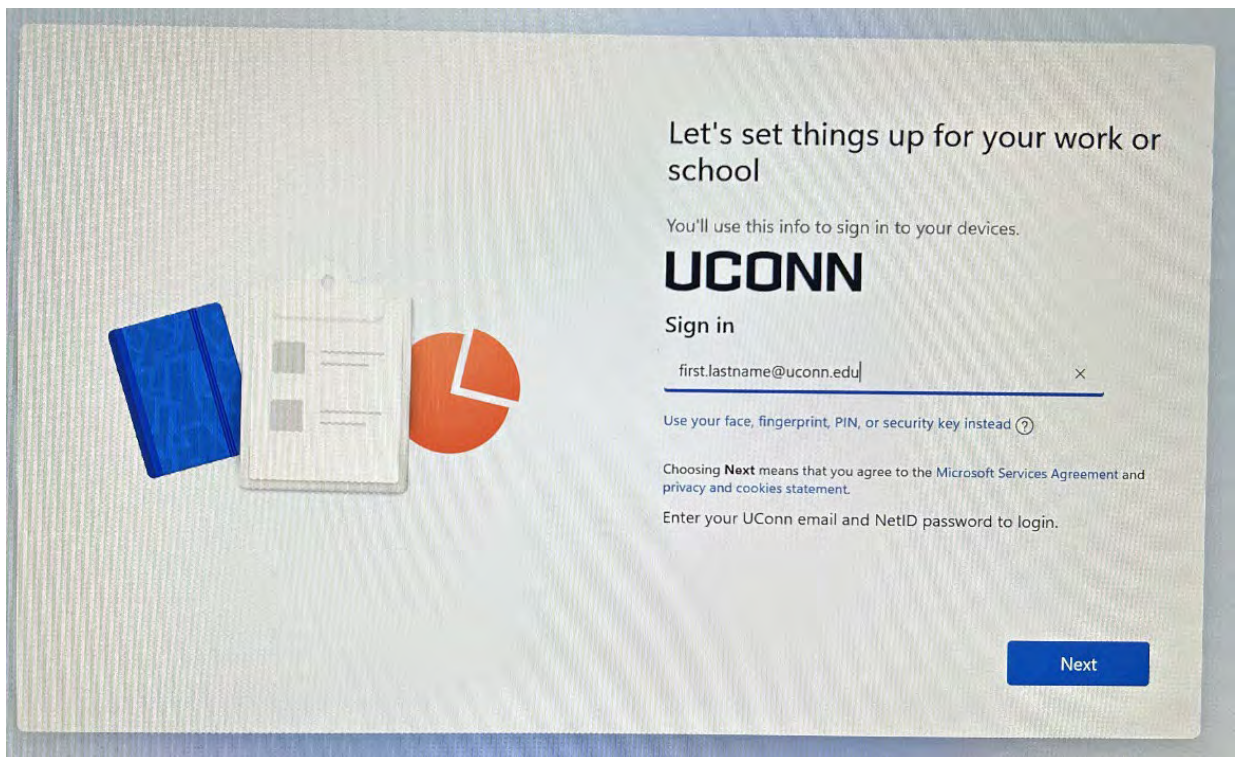 Let's set things up for your work or
school
You'll use this info to sign in to your devices.
UCONN
Sign in
first.lastname@uconn.edu
Use your face, fingerprint, PIN, or security key instead
Choosing Next means that you agree to the Microsoft Services Agreement and
privacy and cookies statement.
Enter your UConn email and NetID password to login.
Next